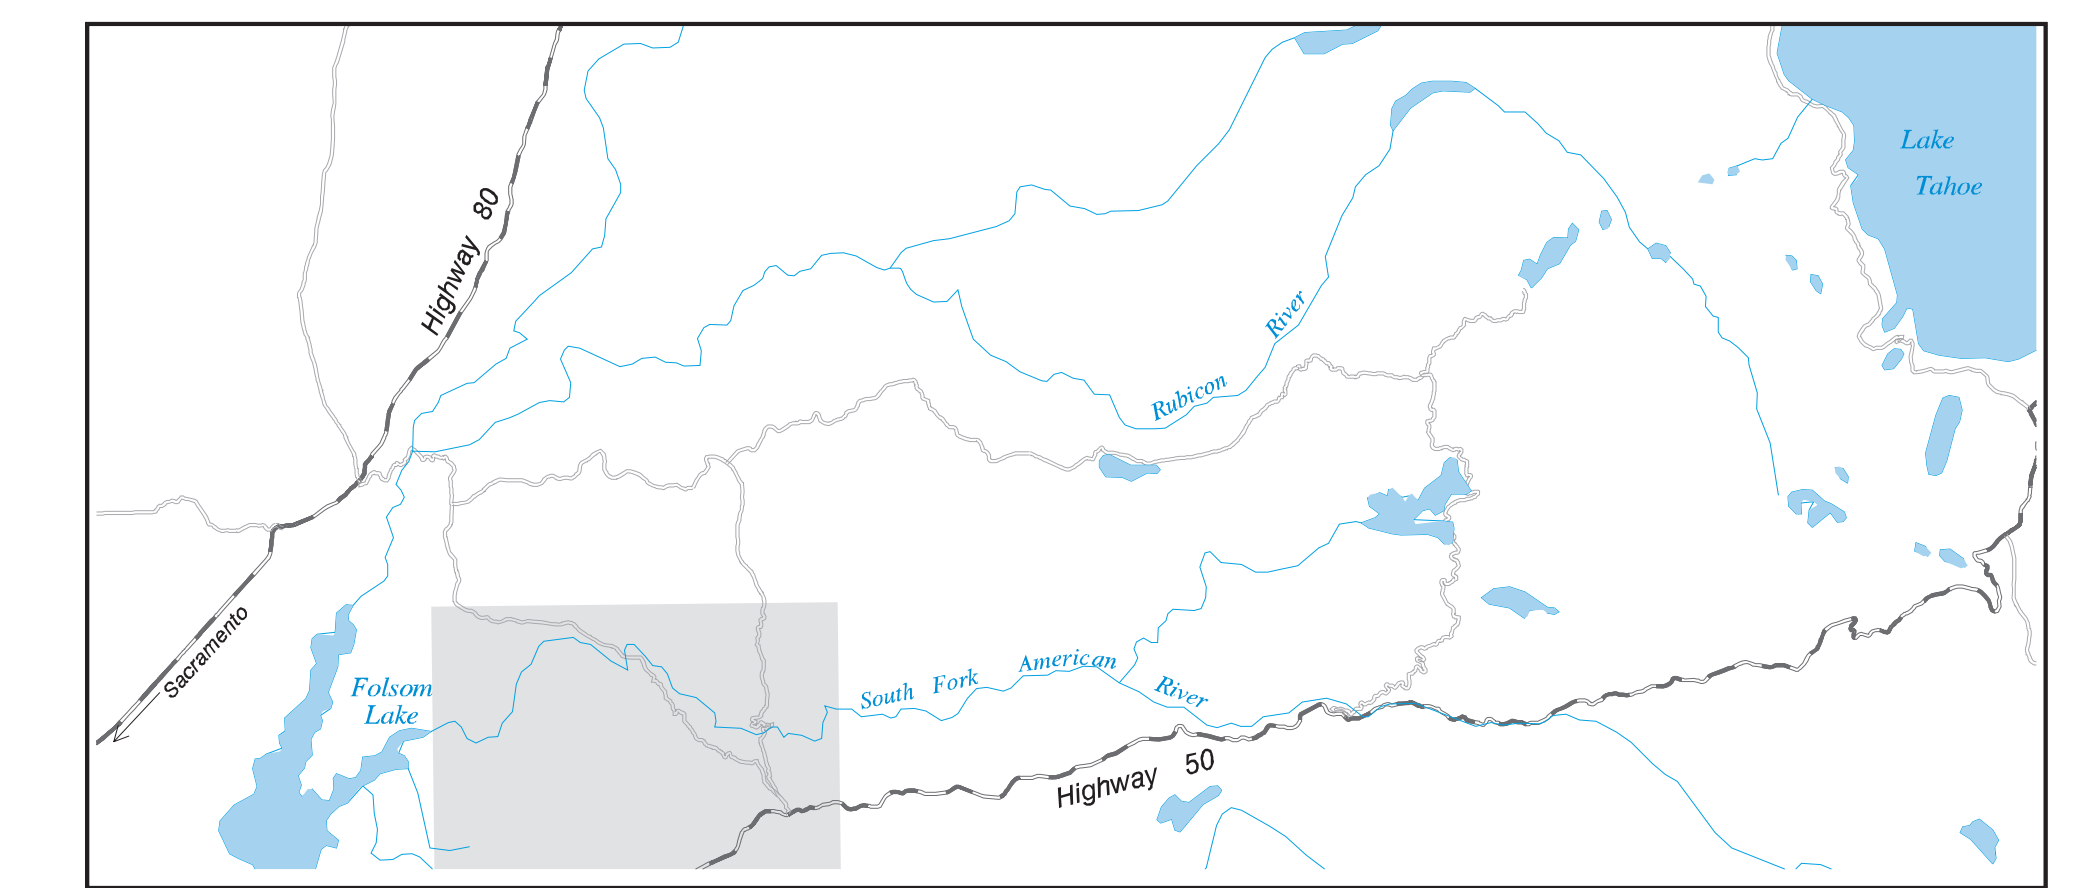 Lake
Tahoe
Highway 80
River
Rubicon
Sacramento
Folsom
Lake
South Fork American River
Highway 50